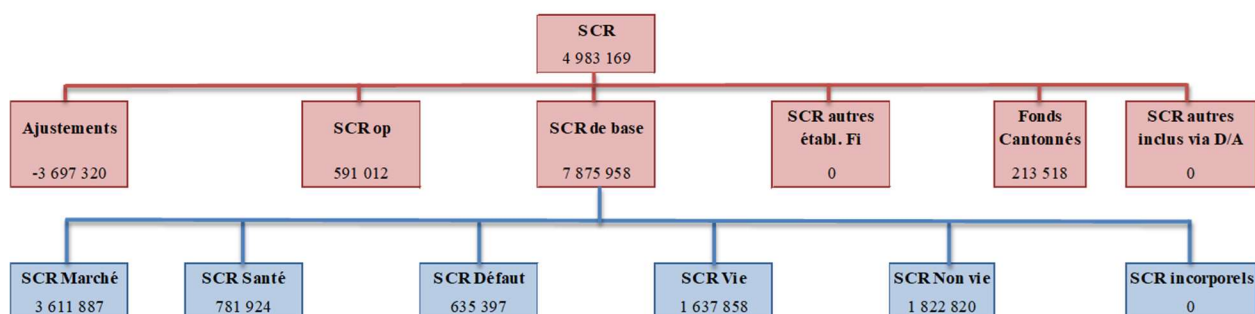 SCR
4 983 169
Ajustements
-3 697 320
SCR op
591 012
SCR de base
7 875 958
SCR autres
établ. Fi
0
Fonds
Cantonnés
213 518
SCR autres
inclus via D/A
0
SCR Marché
3 611 887
SCR Santé
781 924
SCR Défaut
635 397
SCR Vie
1 637 858
SCR Non vie
1 822 820
SCR incorporels
0